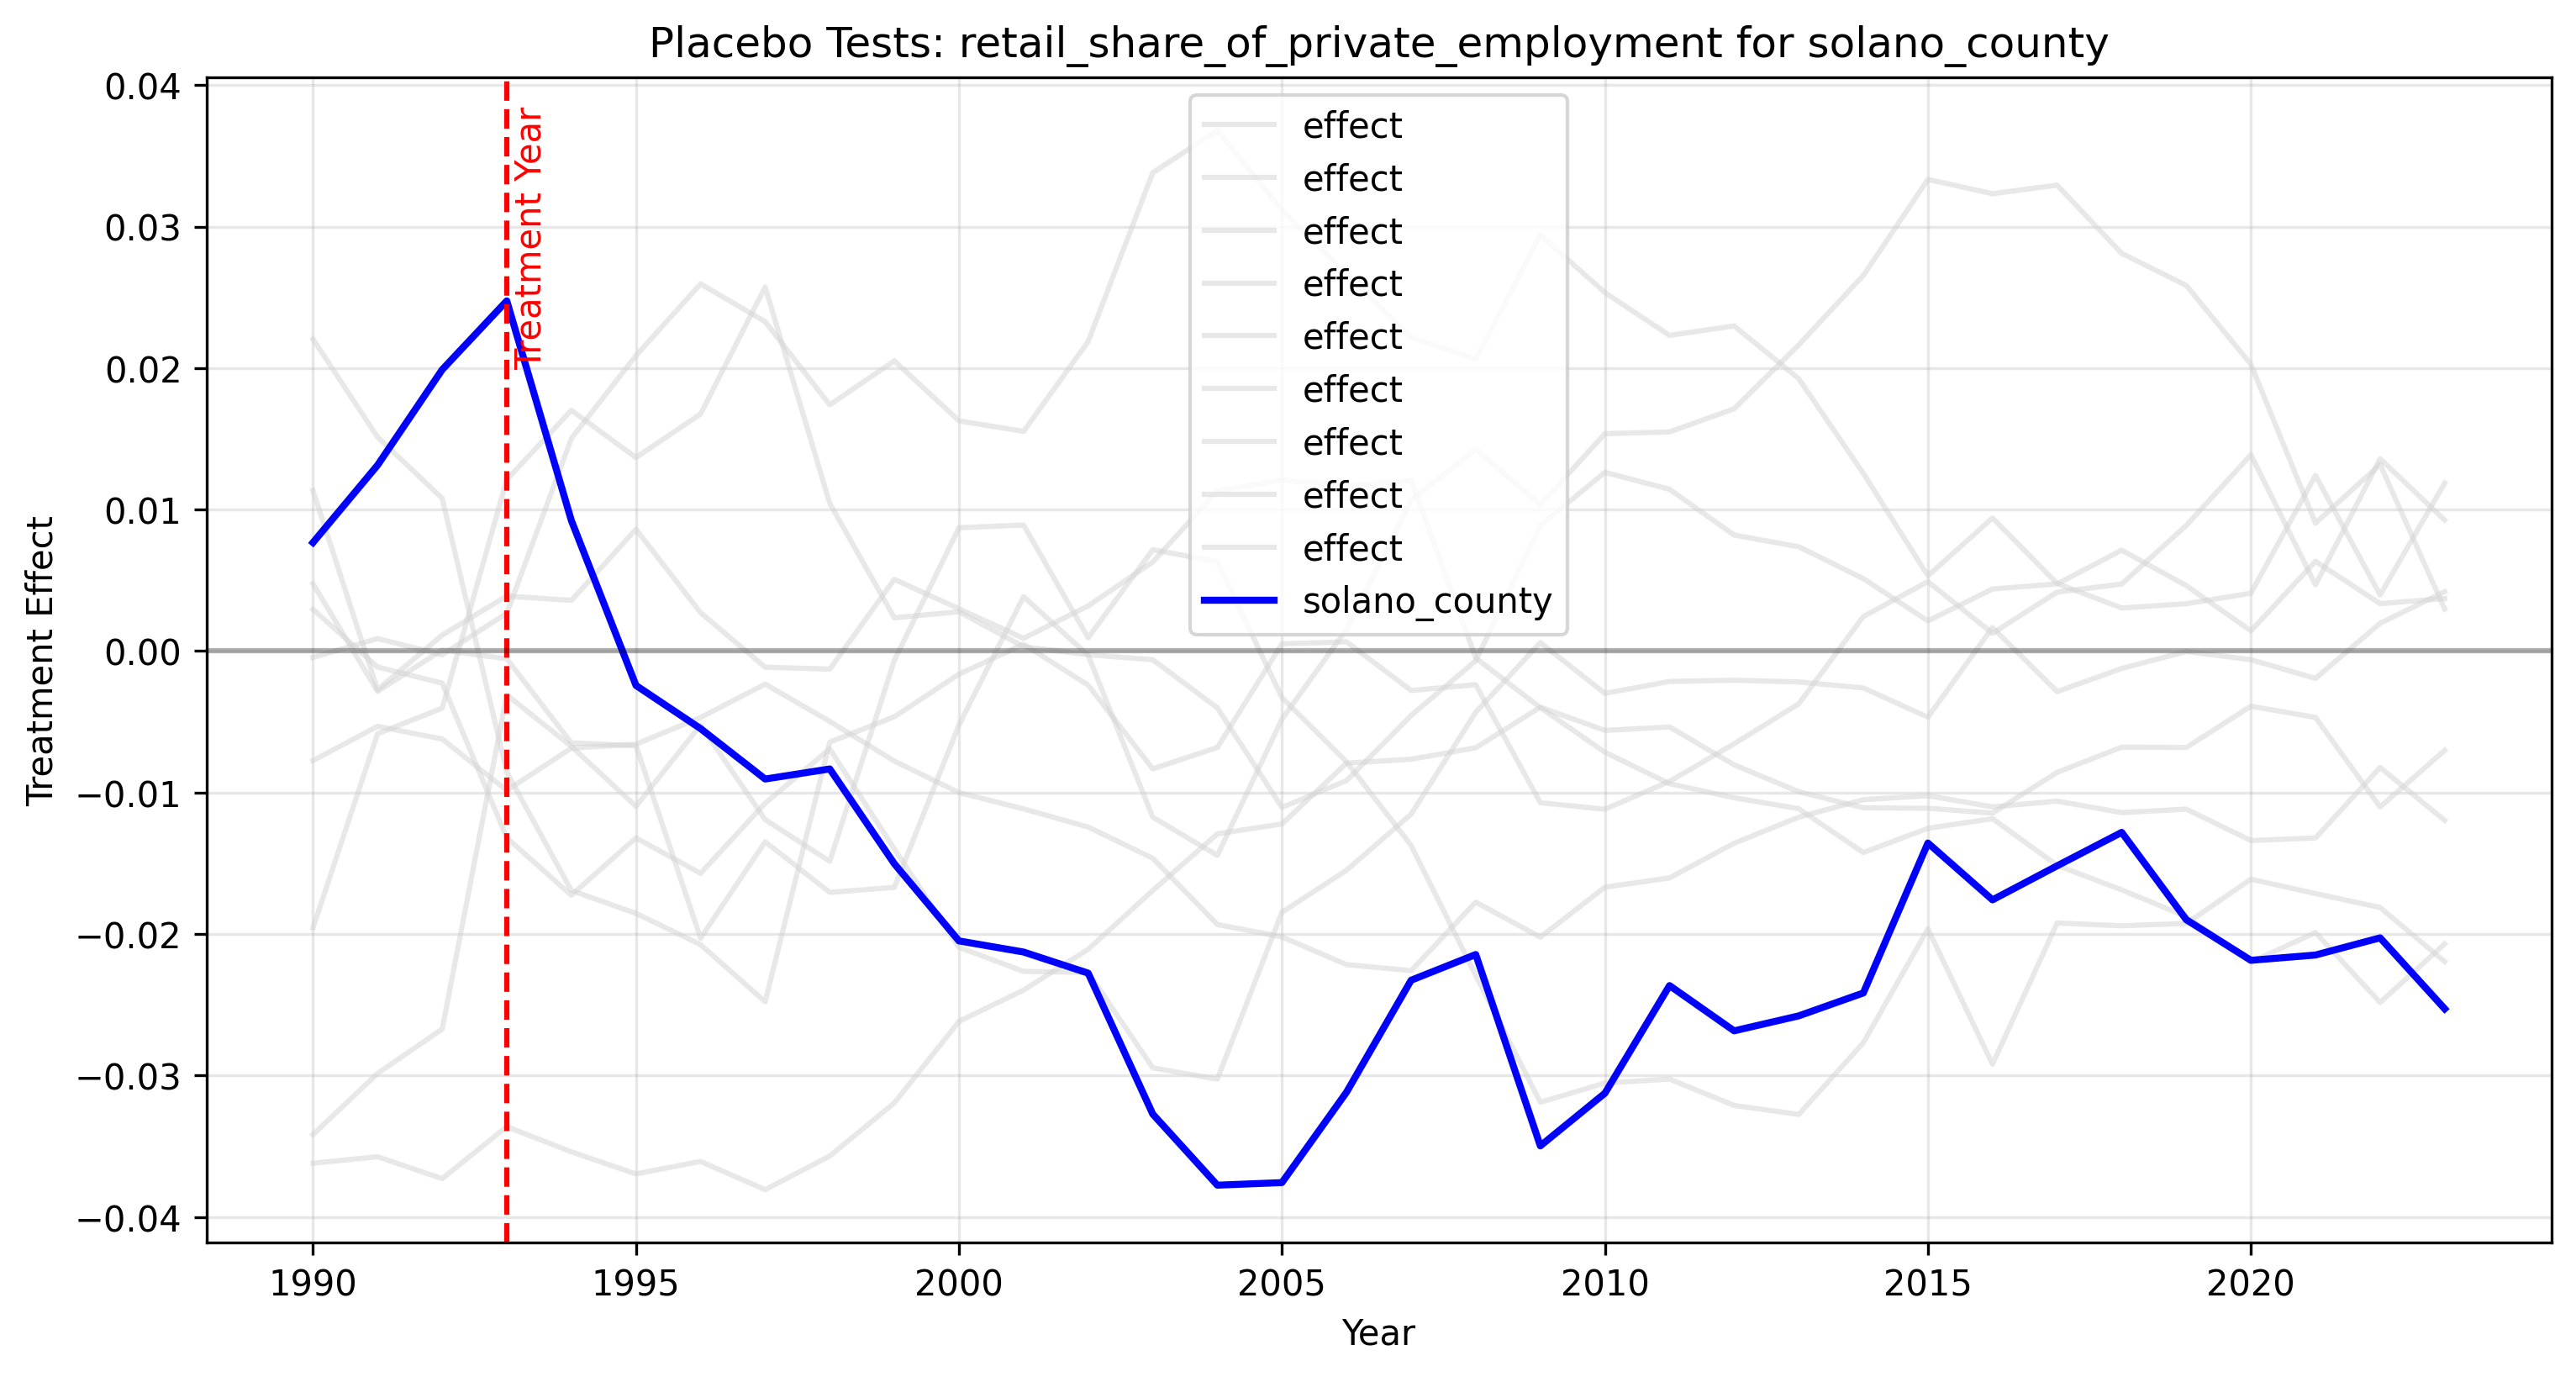 Placebo Tests: retail_share_of_private_employment for solano_county
Treatment Effect
0.04
0.03
0.02
0.01
0.00
−0.01
−0.02
−0.03
−0.04
Treatment Year
effect
effect
effect
effect
effect
effect
effect
effect
effect
solano_county
1990 1995 2000 2005 2010 2015 2020
Year